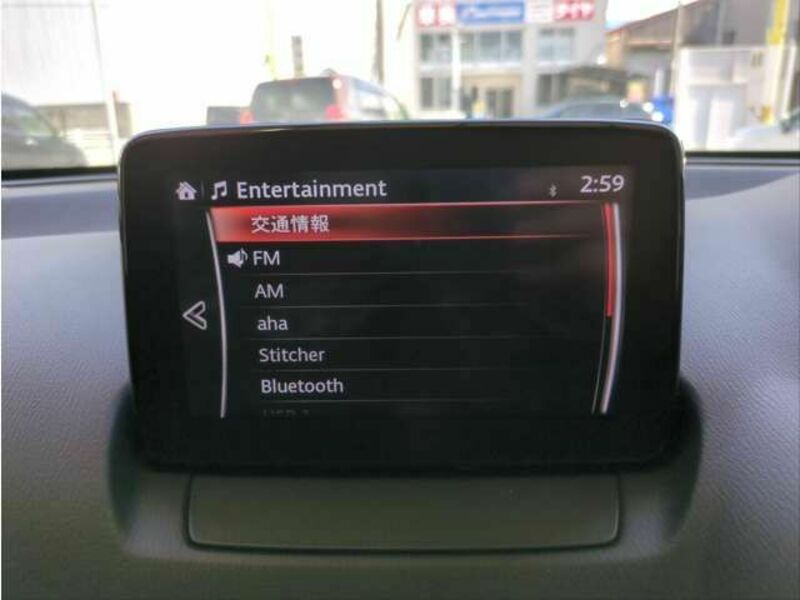 Entertainment 2:59
交通情報
FM
AM
aha
Stitcher
Bluetooth